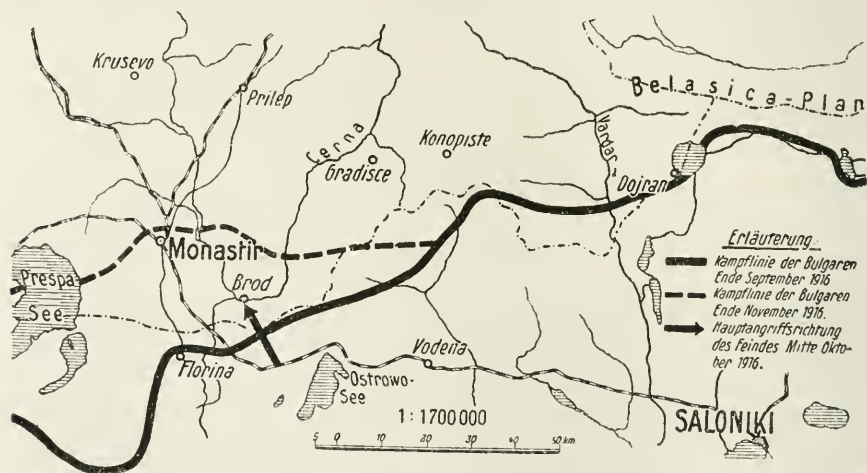 Krusevo
Prilep
Cerna
Konopiste
Gradisce
Vardar
Belasica-Plan
Dojran
Monastir
Prespa-
See
Brod
Florina
Vodena
Ostrowo-
See
SALONIKI
Erläuterung:
Kampflinie der Bulgaren
Ende September 1916
Kampflinie der Bulgaren
Ende November 1916.
Hauptangriffsrichtung
des Feindes Mitte Okto-
ber 1916.
1:1700000
5 0 10 20 30 40 50 km